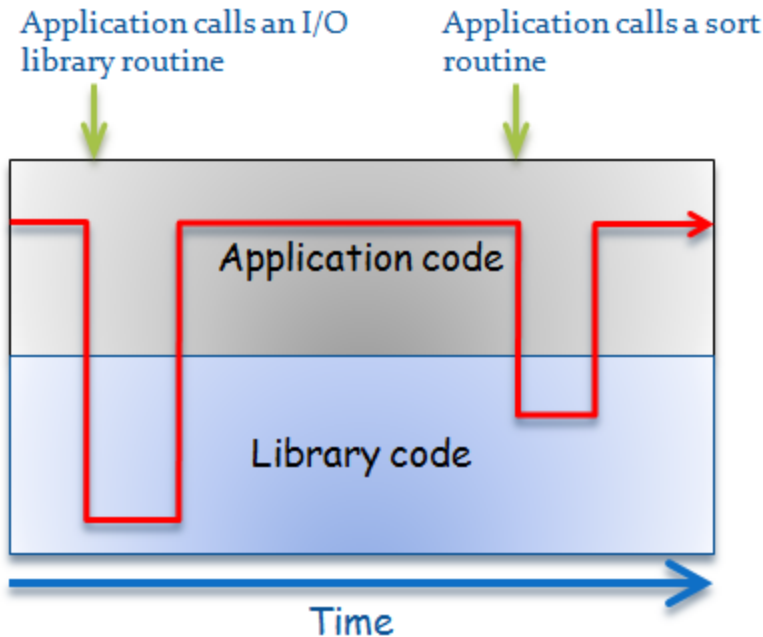 Application calls an I/O
library routine
Application calls a sort
routine
Application code
Library code
Time